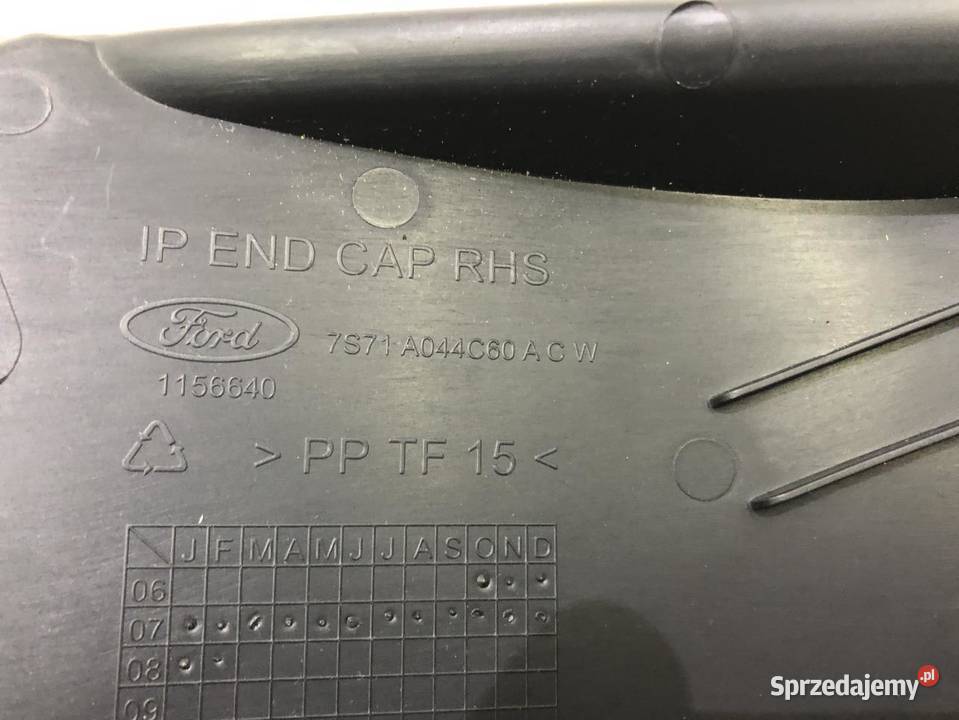 IP END CAP RHS
Ford
7S71 A044C60 A C W
1156640
> PP TF 15 <
J F M A M J J A S O N D
06
07
08
09
Sprzedajemy.pl